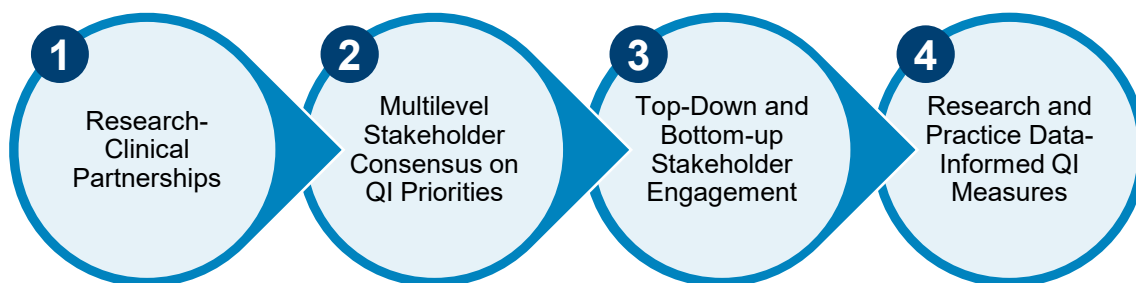 1
Research-
Clinical
Partnerships
2
Multilevel
Stakeholder
Consensus on
QI Priorities
3
Top-Down and
Bottom-up
Stakeholder
Engagement
4
Research and
Practice Data-
Informed QI
Measures